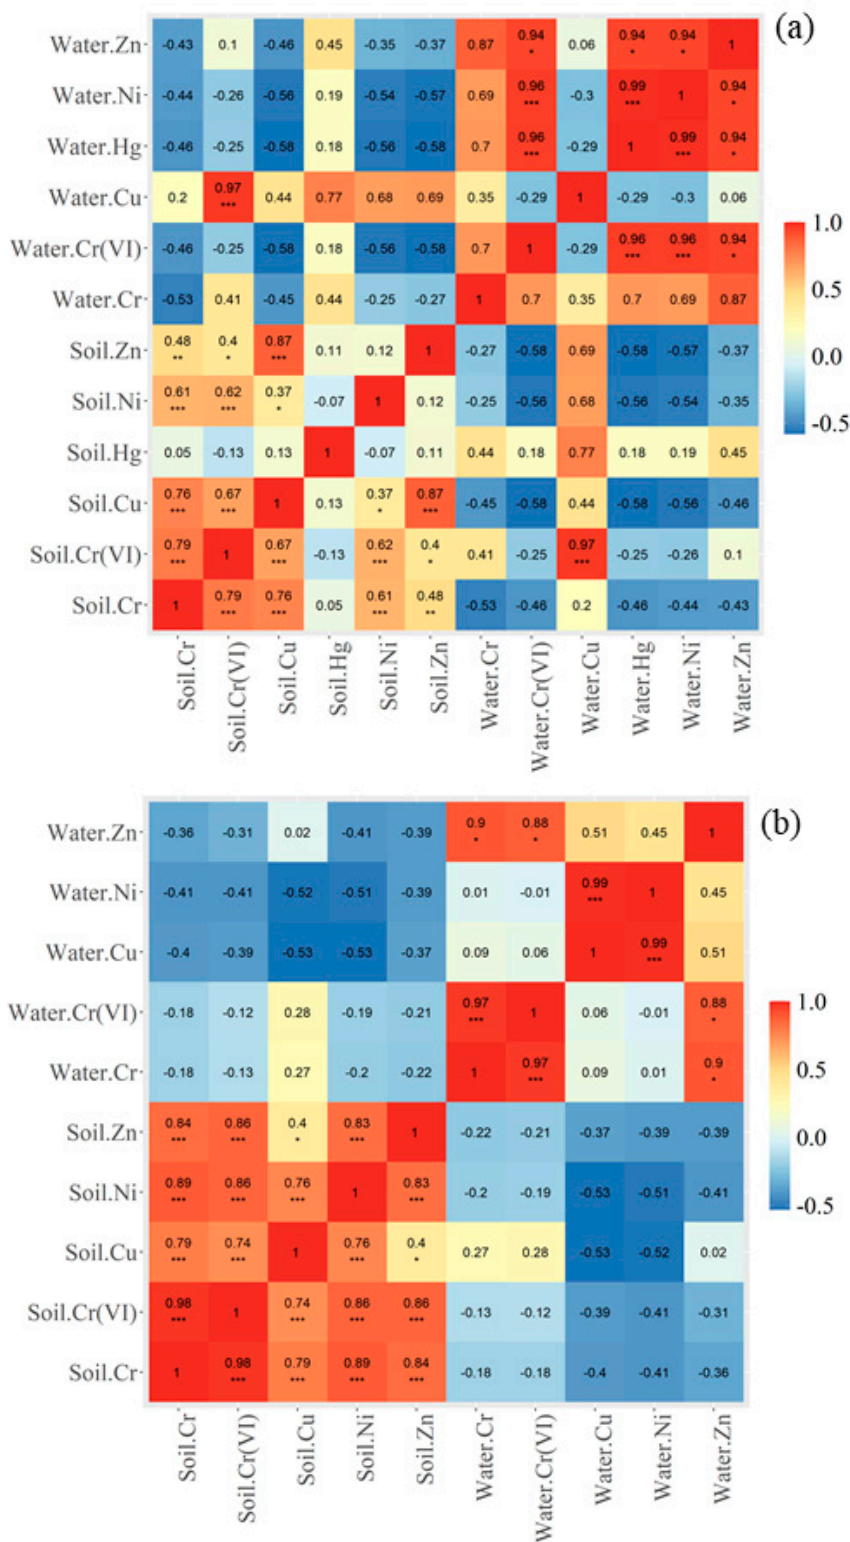 (a)
Water.Zn -0.43 0.1 -0.46 0.45 -0.35 -0.37 0.87 0.94 * 0.06 0.94 * 0.94 * 1
Water.Ni -0.44 -0.26 -0.56 0.19 -0.54 -0.57 0.69 0.96 *** -0.3 0.99 *** 1 0.94 *
Water.Hg -0.46 -0.25 -0.58 0.18 -0.56 -0.58 0.7 0.96 *** -0.29 1 0.99 *** 0.94 *
Water.Cu 0.2 0.97 *** 0.44 0.77 0.68 0.69 0.35 -0.29 1 -0.29 -0.3 0.06
Water.Cr(VI) -0.46 -0.25 -0.58 0.18 -0.56 -0.58 0.7 1 -0.29 0.96 *** 0.96 *** 0.94 *
Water.Cr -0.53 0.41 -0.45 0.44 -0.25 -0.27 1 0.7 0.35 0.7 0.69 0.87
Soil.Zn 0.48 ** 0.4 * 0.87 *** 0.11 0.12 1 -0.27 -0.58 0.69 -0.58 -0.57 -0.37
Soil.Ni 0.61 *** 0.62 *** 0.37 * -0.07 1 0.12 -0.25 -0.56 0.68 -0.56 -0.54 -0.35
Soil.Hg 0.05 -0.13 0.13 1 -0.07 0.11 0.44 0.18 0.77 0.18 0.19 0.45
Soil.Cu 0.76 *** 0.67 *** 1 0.13 0.37 * 0.87 *** -0.45 -0.58 0.44 -0.58 -0.56 -0.46
Soil.Cr(VI) 0.79 *** 1 0.67 *** -0.13 0.62 *** 0.4 * 0.41 -0.25 0.97 *** -0.25 -0.26 0.1
Soil.Cr 1 0.79 *** 0.76 *** 0.05 0.61 *** 0.48 ** -0.53 -0.46 0.2 -0.46 -0.44 -0.43
Soil.Cr Soil.Cr(VI) Soil.Cu Soil.Hg Soil.Ni Soil.Zn Water.Cr Water.Cr(VI) Water.Cu Water.Hg Water.Ni Water.Zn
1.0
0.5
0.0
-0.5
(b)
Water.Zn -0.36 -0.31 0.02 -0.41 -0.39 0.9 * 0.88 * 0.51 0.45 1
Water.Ni -0.41 -0.41 -0.52 -0.51 -0.39 0.01 -0.01 0.99 *** 1 0.45
Water.Cu -0.4 -0.39 -0.53 -0.53 -0.37 0.09 0.06 1 0.99 *** 0.51
Water.Cr(VI) -0.18 -0.12 0.28 -0.19 -0.21 0.97 *** 1 0.06 -0.01 0.88 *
Water.Cr -0.18 -0.13 0.27 -0.2 -0.22 1 0.97 *** 0.09 0.01 0.9 *
Soil.Zn 0.84 *** 0.86 *** 0.4 * 0.83 *** 1 -0.22 -0.21 -0.37 -0.39 -0.39
Soil.Ni 0.89 *** 0.86 *** 0.76 *** 1 0.83 *** -0.2 -0.19 -0.53 -0.51 -0.41
Soil.Cu 0.79 *** 0.74 *** 1 0.76 *** 0.4 * 0.27 0.28 -0.53 -0.52 0.02
Soil.Cr(VI) 0.98 *** 1 0.74 *** 0.86 *** 0.86 *** -0.13 -0.12 -0.39 -0.41 -0.31
Soil.Cr 1 0.98 *** 0.79 *** 0.89 *** 0.84 *** -0.18 -0.18 -0.4 -0.41 -0.36
Soil.Cr Soil.Cr(VI) Soil.Cu Soil.Ni Soil.Zn Water.Cr Water.Cr(VI) Water.Cu Water.Ni Water.Zn
1.0
0.5
0.0
-0.5